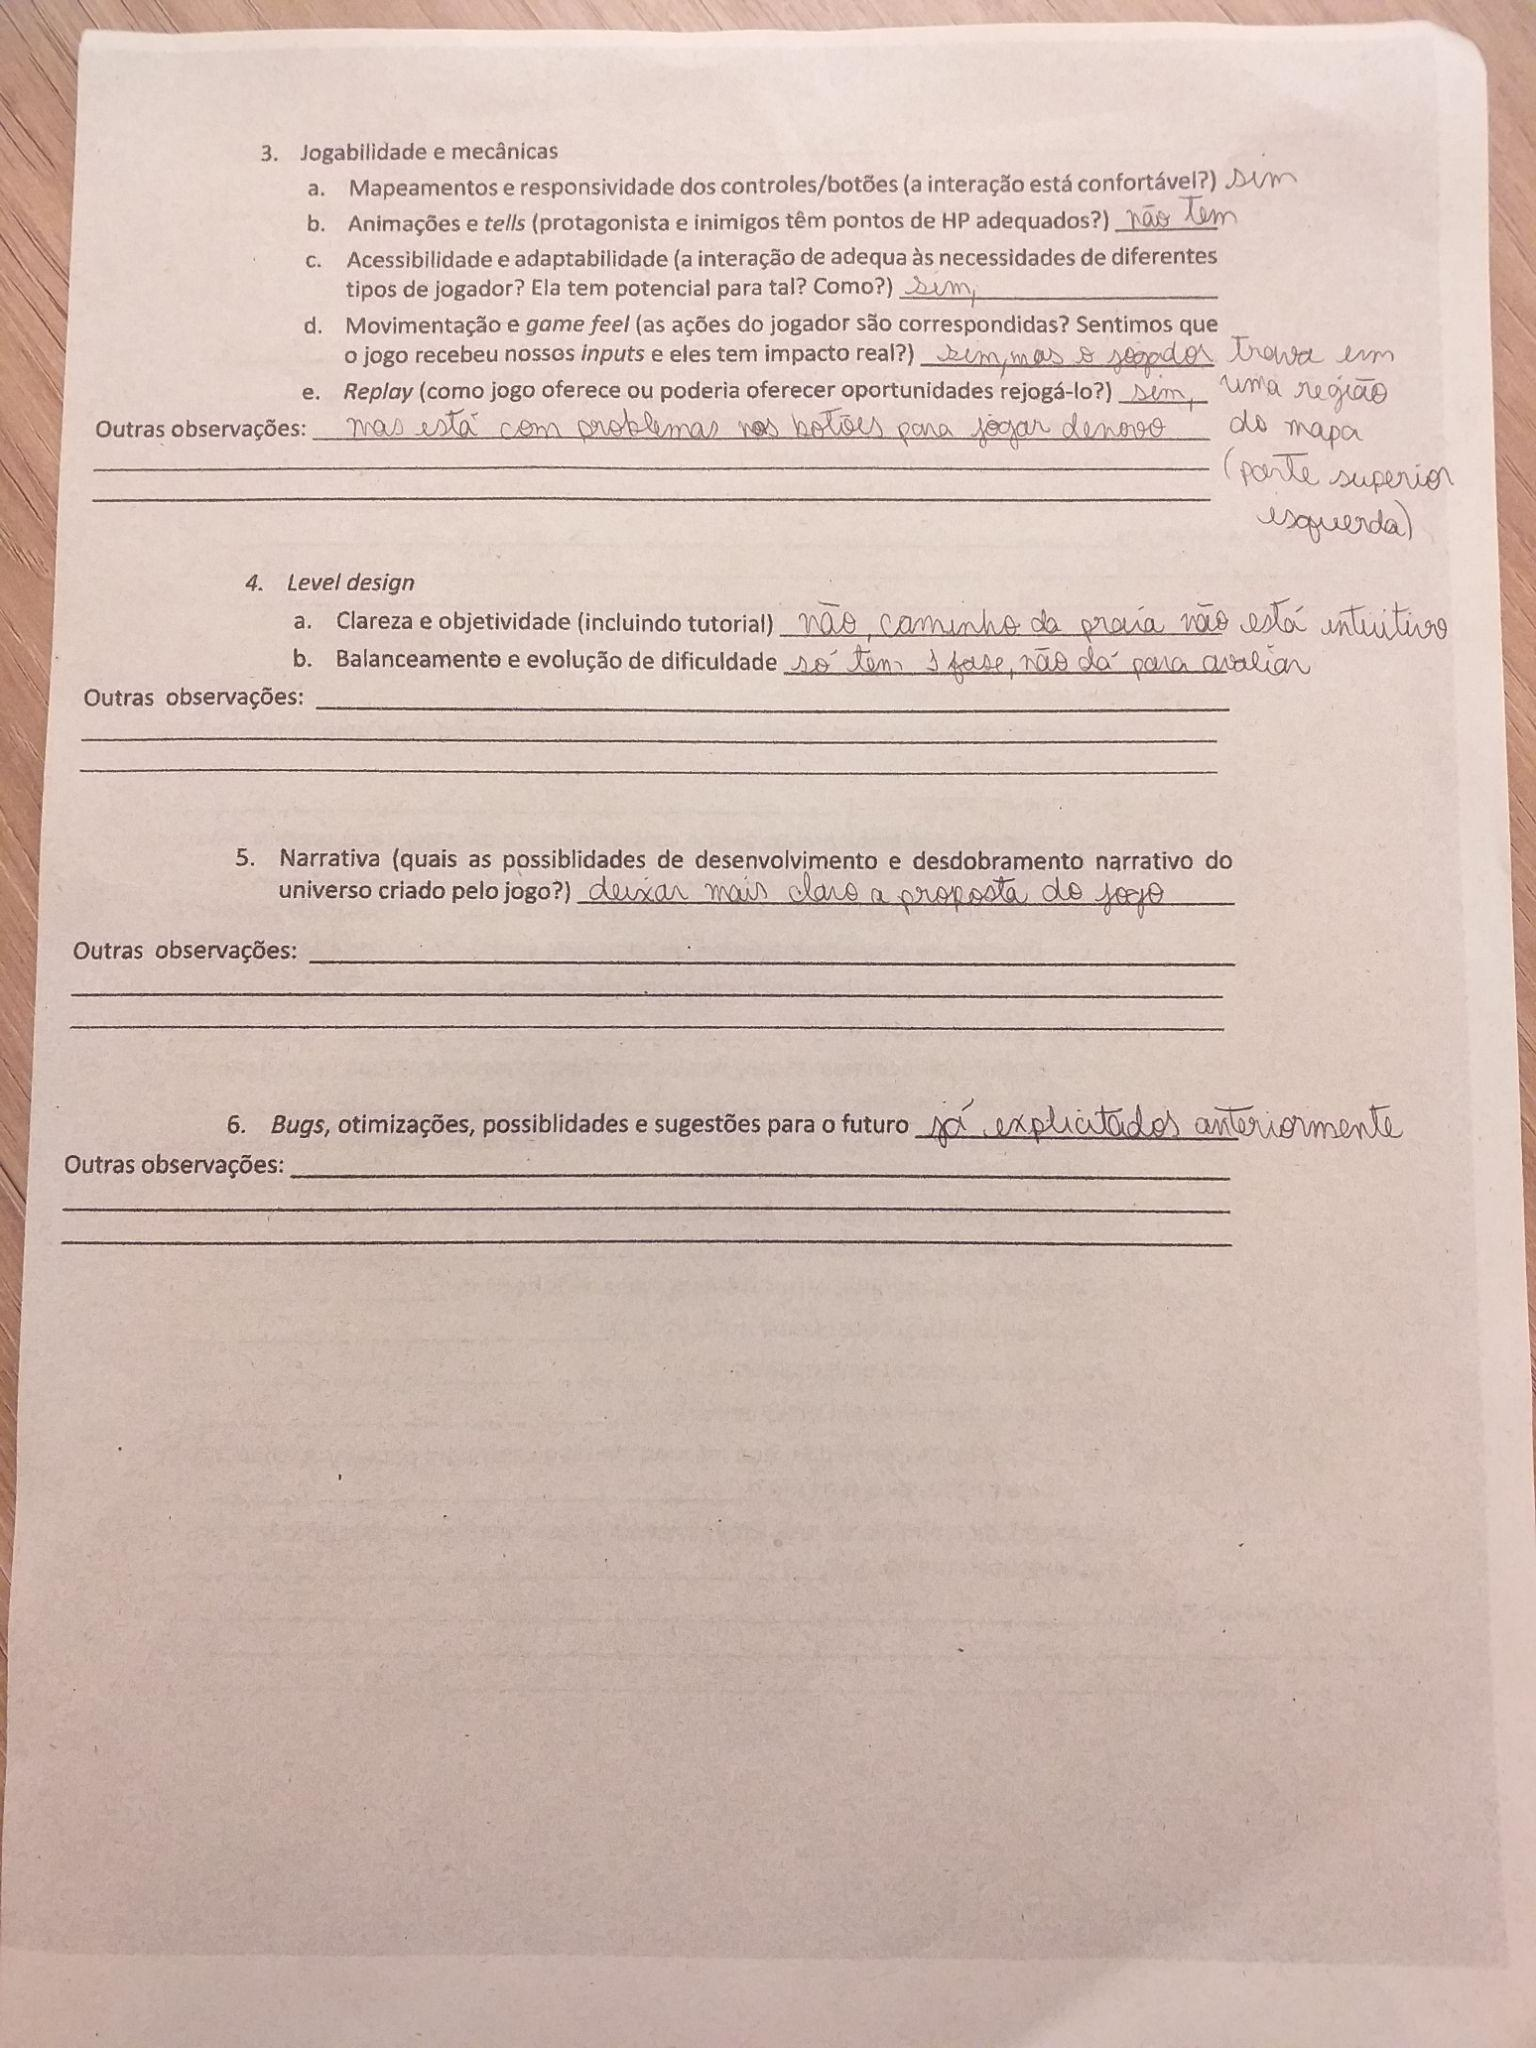 3. Jogabilidade e mecânicas
a. Mapeamentos e responsividade dos controles/botões (a interação está confortável?) sim
b. Animações e tells (protagonista e inimigos têm pontos de HP adequados?) não tem
c. Acessibilidade e adaptabilidade (a interação de adequa às necessidades de diferentes
tipos de jogador? Ela tem potencial para tal? Como?) sim,
d. Movimentação e game feel (as ações do jogador são correspondidas? Sentimos que
o jogo recebeu nossos inputs e eles tem impacto real?) sim, mas o jogador trava em
uma região
do mapa
(parte superior
esquerda)
e. Replay (como jogo oferece ou poderia oferecer oportunidades rejogá-lo?) sim,
Outras observações: mas está com problemas nos botões para jogar denovo
4. Level design
a. Clareza e objetividade (incluindo tutorial) não, caminho da praia não está intuitivo
b. Balanceamento e evolução de dificuldade só tem 1 fase, não dá para avaliar
Outras observações:
5. Narrativa (quais as possiblidades de desenvolvimento e desdobramento narrativo do
universo criado pelo jogo?) deixar mais claro a proposta do jogo
Outras observações:
6. Bugs, otimizações, possiblidades e sugestões para o futuro já explicitados anteriormente
Outras observações: